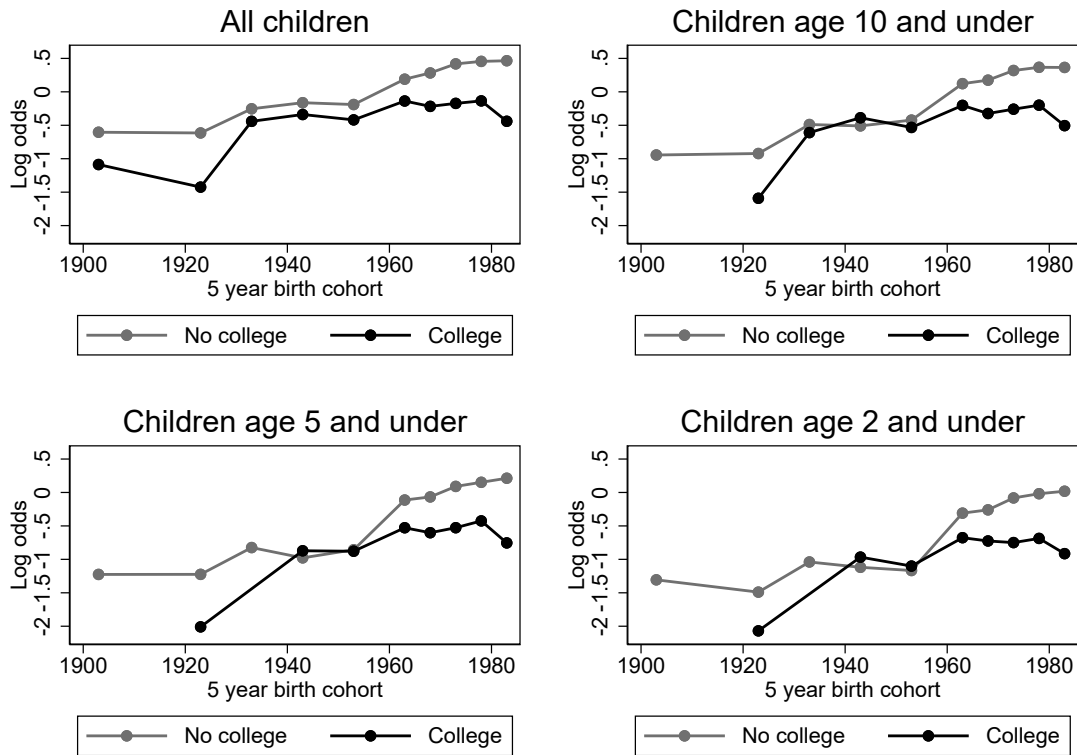 All children
Log odds
.5
0
-.5
-1
-1.5
-2
1900 1920 1940 1960 1980
5 year birth cohort
No college College
Children age 10 and under
Log odds
.5
0
-.5
-1
-1.5
-2
1900 1920 1940 1960 1980
5 year birth cohort
No college College
Children age 5 and under
Log odds
.5
0
-.5
-1
-1.5
-2
1900 1920 1940 1960 1980
5 year birth cohort
No college College
Children age 2 and under
Log odds
.5
0
-.5
-1
-1.5
-2
1900 1920 1940 1960 1980
5 year birth cohort
No college College